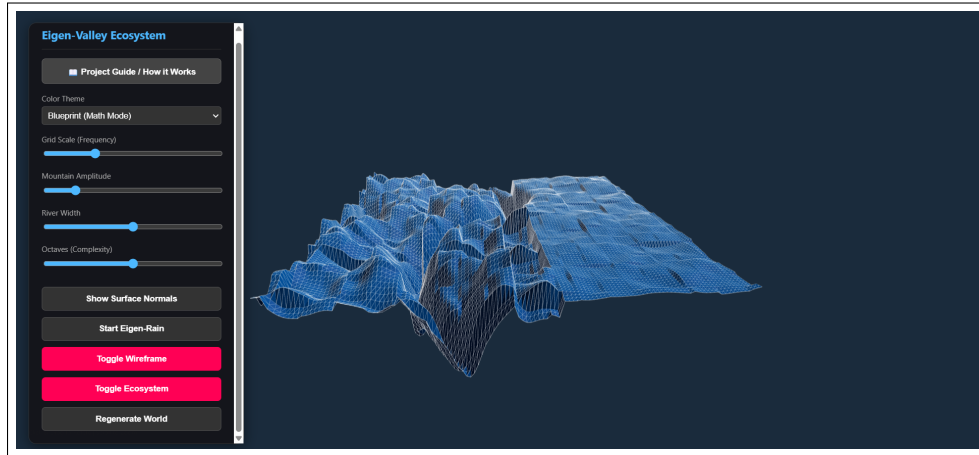 Eigen-Valley Ecosystem
📖 Project Guide / How it Works
Color Theme
Blueprint (Math Mode)
Grid Scale (Frequency)
Mountain Amplitude
River Width
Octaves (Complexity)
Show Surface Normals
Start Eigen-Rain
Toggle Wireframe
Toggle Ecosystem
Regenerate World